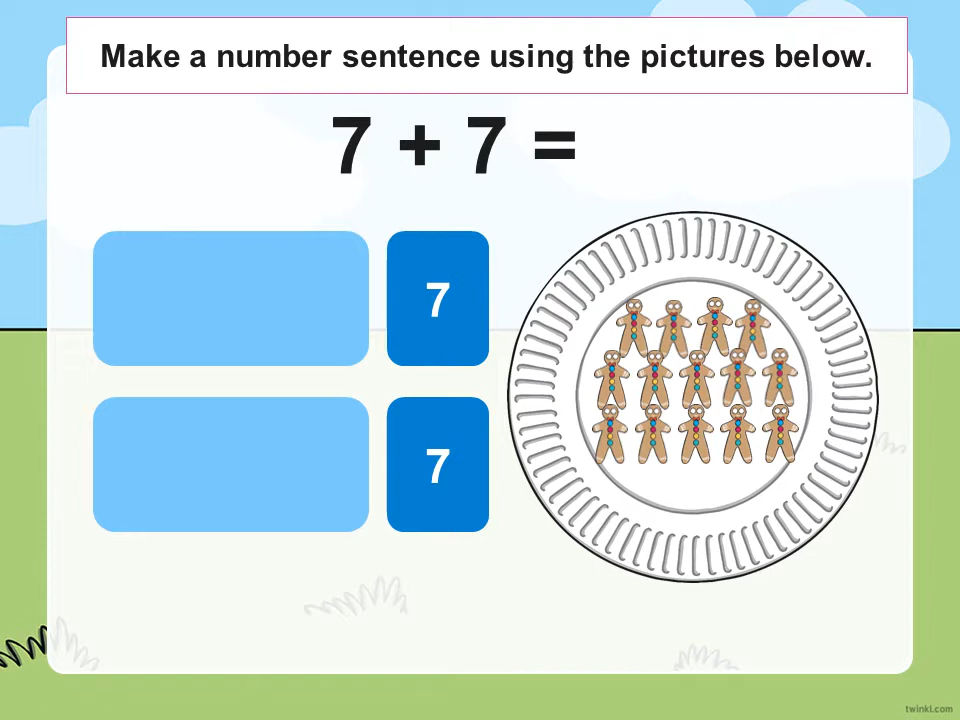 Make a number sentence using the pictures below.
7 + 7 =
7
7
twinkl.com